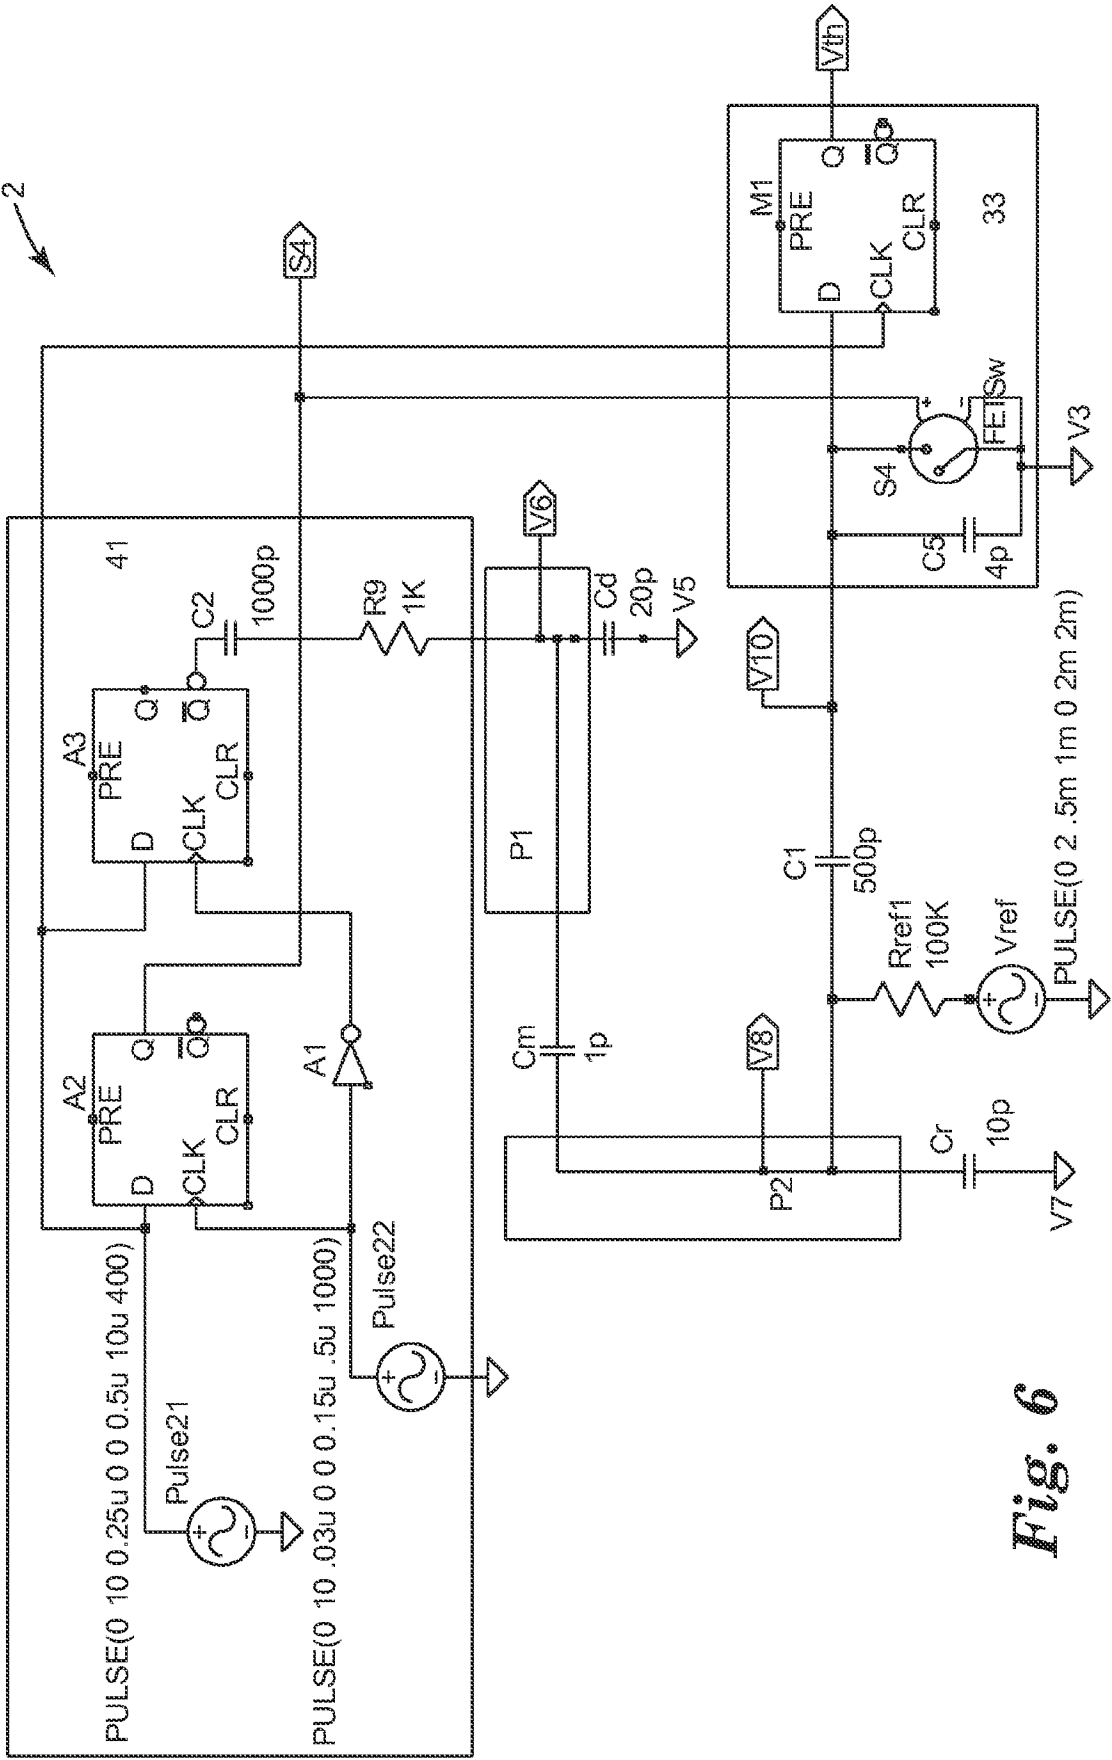 2
PULSE(0 10 0.25u 0 0 0.5u 10u 400)
Pulse21
+
-
PULSE(0 10 .03u 0 0 0.15u .5u 1000)
Pulse22
+
-
A2
PRE
D
Q
CLK
Q
CLR
A1
A3
PRE
D
Q
CLK
Q
CLR
C2
1000p
41
R9
1K
S4
P1
V6
Cd
20p
V5
Cm
1p
P2
V8
Cr
10p
V7
Rref1
100K
Vref
+
-
PULSE(0 2 .5m 1m 0 2m 2m)
C1
500p
V10
C5
4p
S4
+
-
FETSw
V3
M1
PRE
D
Q
CLK
Q
CLR
33
Vth
Fig. 6